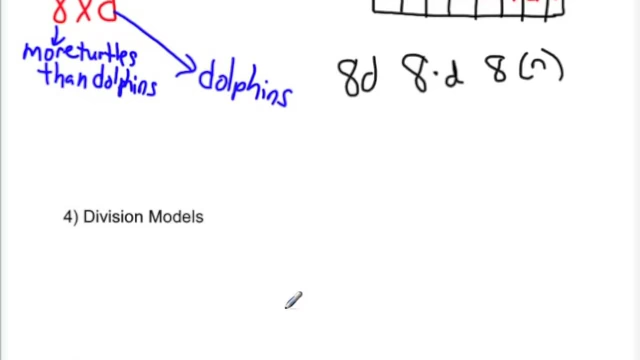 8 x d
more turtles
than dolphins
dolphins
8d 8·d 8(n)
4) Division Models